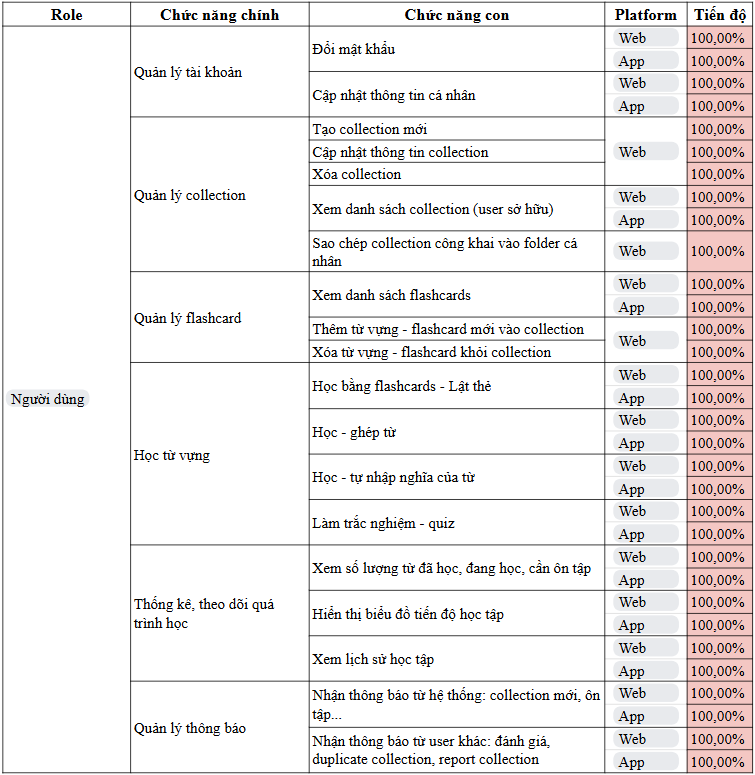 Role Chức năng chính Chức năng con Platform Tiến độ
Người dùng
Quản lý tài khoản
Đổi mật khẩu
Web 100,00%
App 100,00%
Cập nhật thông tin cá nhân
Web 100,00%
App 100,00%
Quản lý collection
Tạo collection mới
100,00%
Cập nhật thông tin collection
Web 100,00%
Xóa collection
100,00%
Xem danh sách collection (user sở hữu)
Web 100,00%
App 100,00%
Sao chép collection công khai vào folder cá
nhân
Web 100,00%
Quản lý flashcard
Xem danh sách flashcards
Web 100,00%
App 100,00%
Thêm từ vựng - flashcard mới vào collection
100,00%
Web
Xóa từ vựng - flashcard khỏi collection
100,00%
Học từ vựng
Học bằng flashcards - Lật thẻ
Web 100,00%
App 100,00%
Học - ghép từ
Web 100,00%
App 100,00%
Học - tự nhập nghĩa của từ
Web 100,00%
App 100,00%
Làm trắc nghiệm - quiz
Web 100,00%
App 100,00%
Thống kê, theo dõi quá
trình học
Xem số lượng từ đã học, đang học, cần ôn tập
Web 100,00%
App 100,00%
Hiển thị biểu đồ tiến độ học tập
Web 100,00%
App 100,00%
Xem lịch sử học tập
Web 100,00%
App 100,00%
Quản lý thông báo
Nhận thông báo từ hệ thống: collection mới, ôn
tập...
Web 100,00%
App 100,00%
Nhận thông báo từ user khác: đánh giá,
duplicate collection, report collection
Web 100,00%
App 100,00%